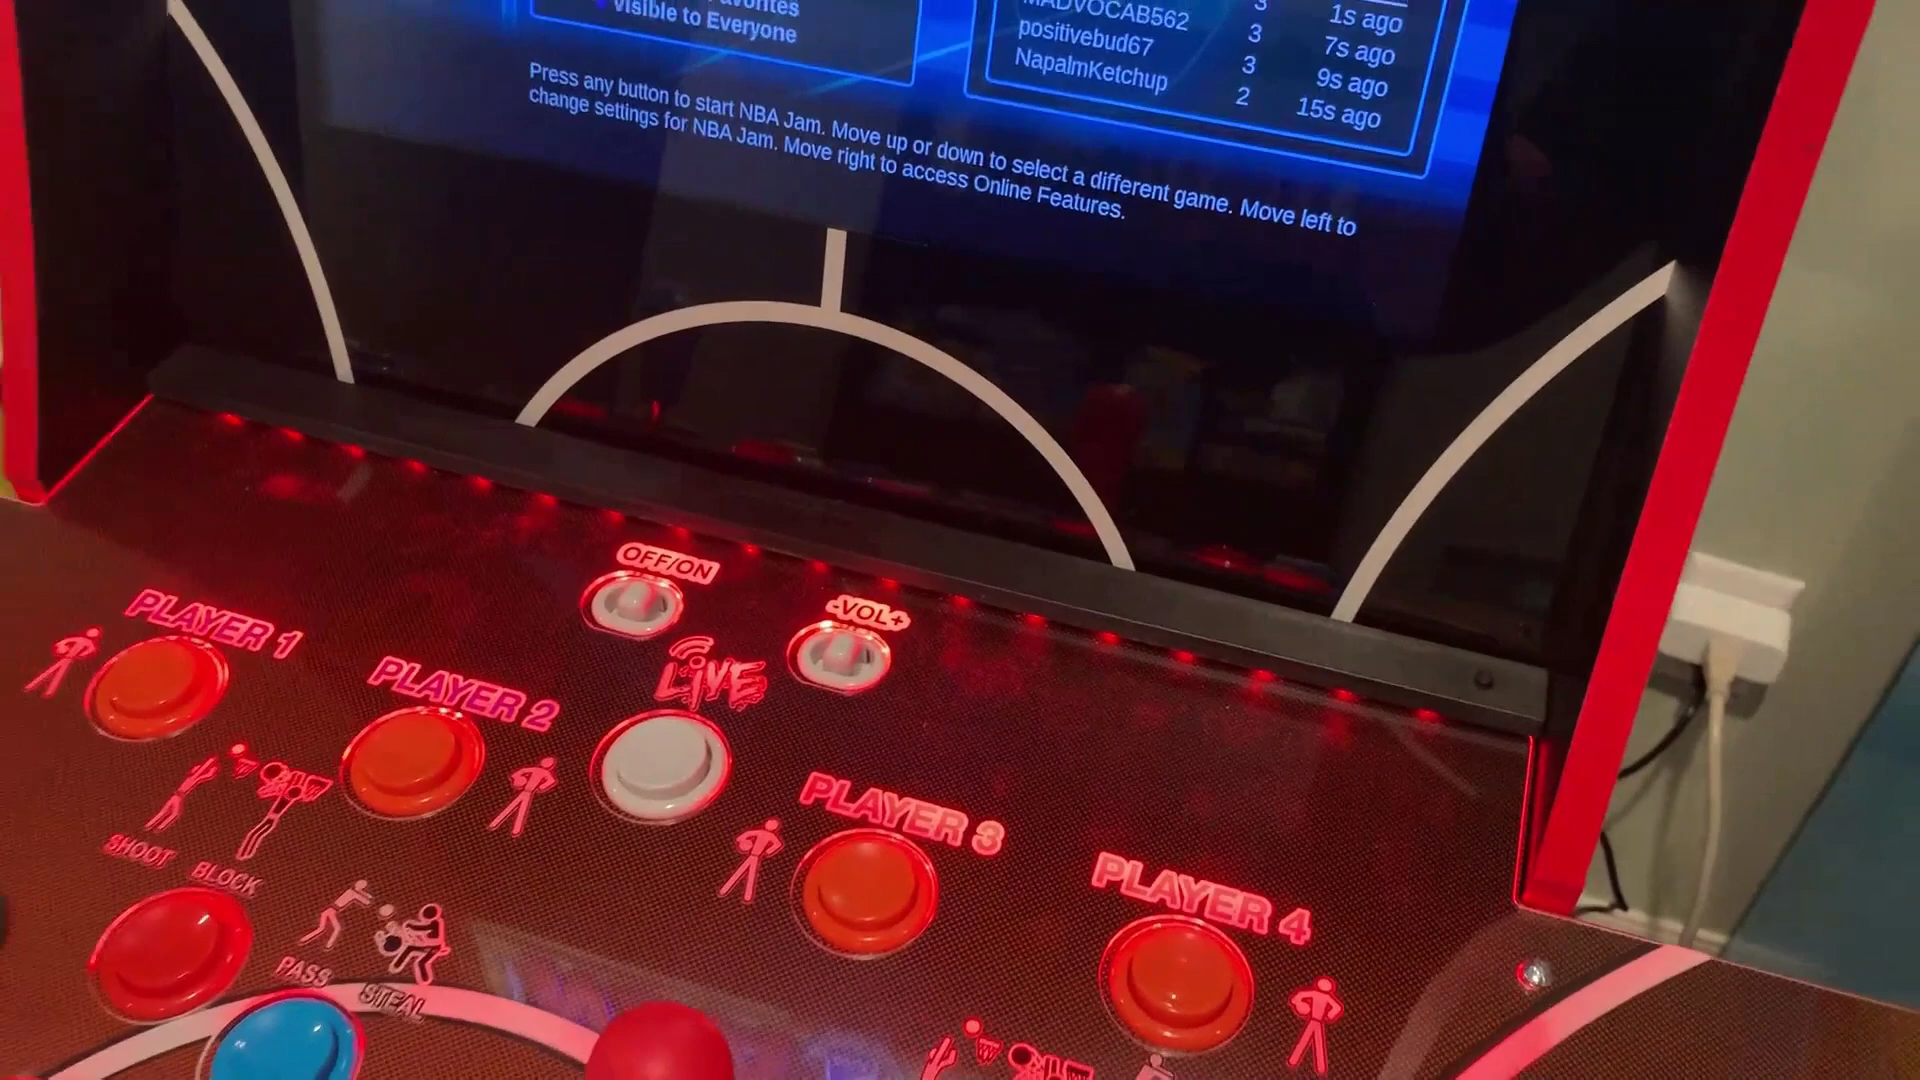 Visible to Everyone
MADVOCAB562 3 1s ago
positivebud67 3 7s ago
NapalmKetchup 3 9s ago
2 15s ago
Press any button to start NBA Jam. Move up or down to select a different game. Move left to
change settings for NBA Jam. Move right to access Online Features.
OFF/ON
-VOL+
LIVE
PLAYER 1
PLAYER 2
PLAYER 3
PLAYER 4
SHOOT BLOCK
PASS STEAL